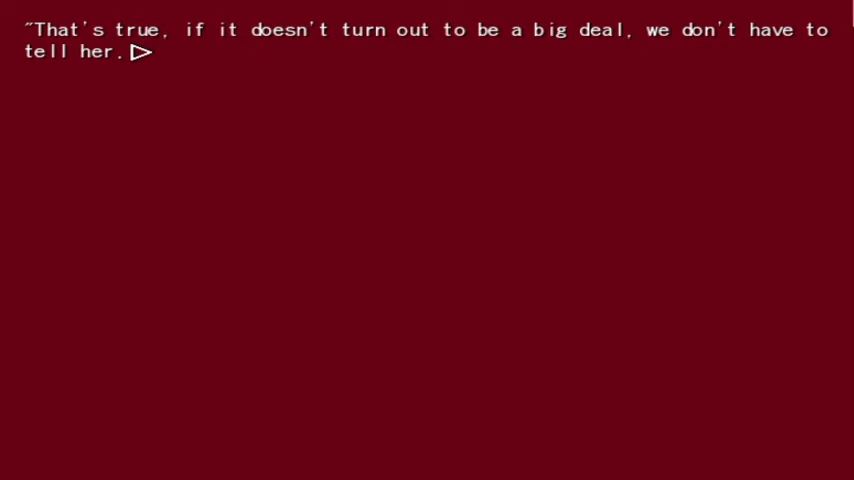 "That's true, if it doesn't turn out to be a big deal, we don't have to
tell her.